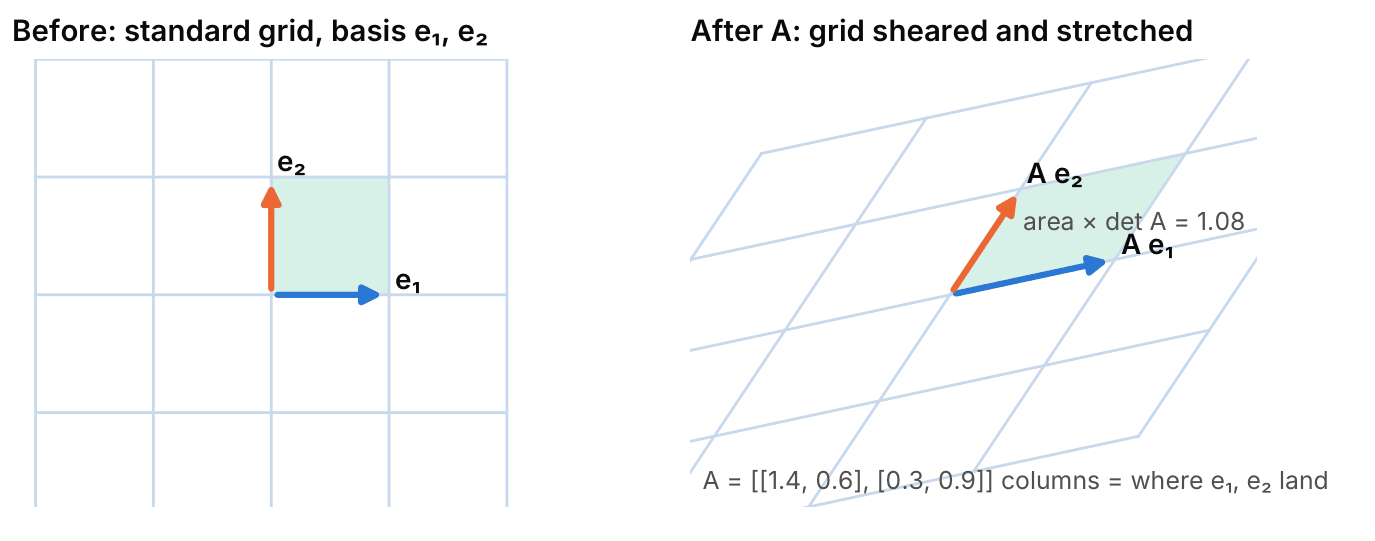 Before: standard grid, basis e₁, e₂
After A: grid sheared and stretched
e₂
e₁
A e₂
area × det A = 1.08
A e₁
A = [[1.4, 0.6], [0.3, 0.9]] columns = where e₁, e₂ land